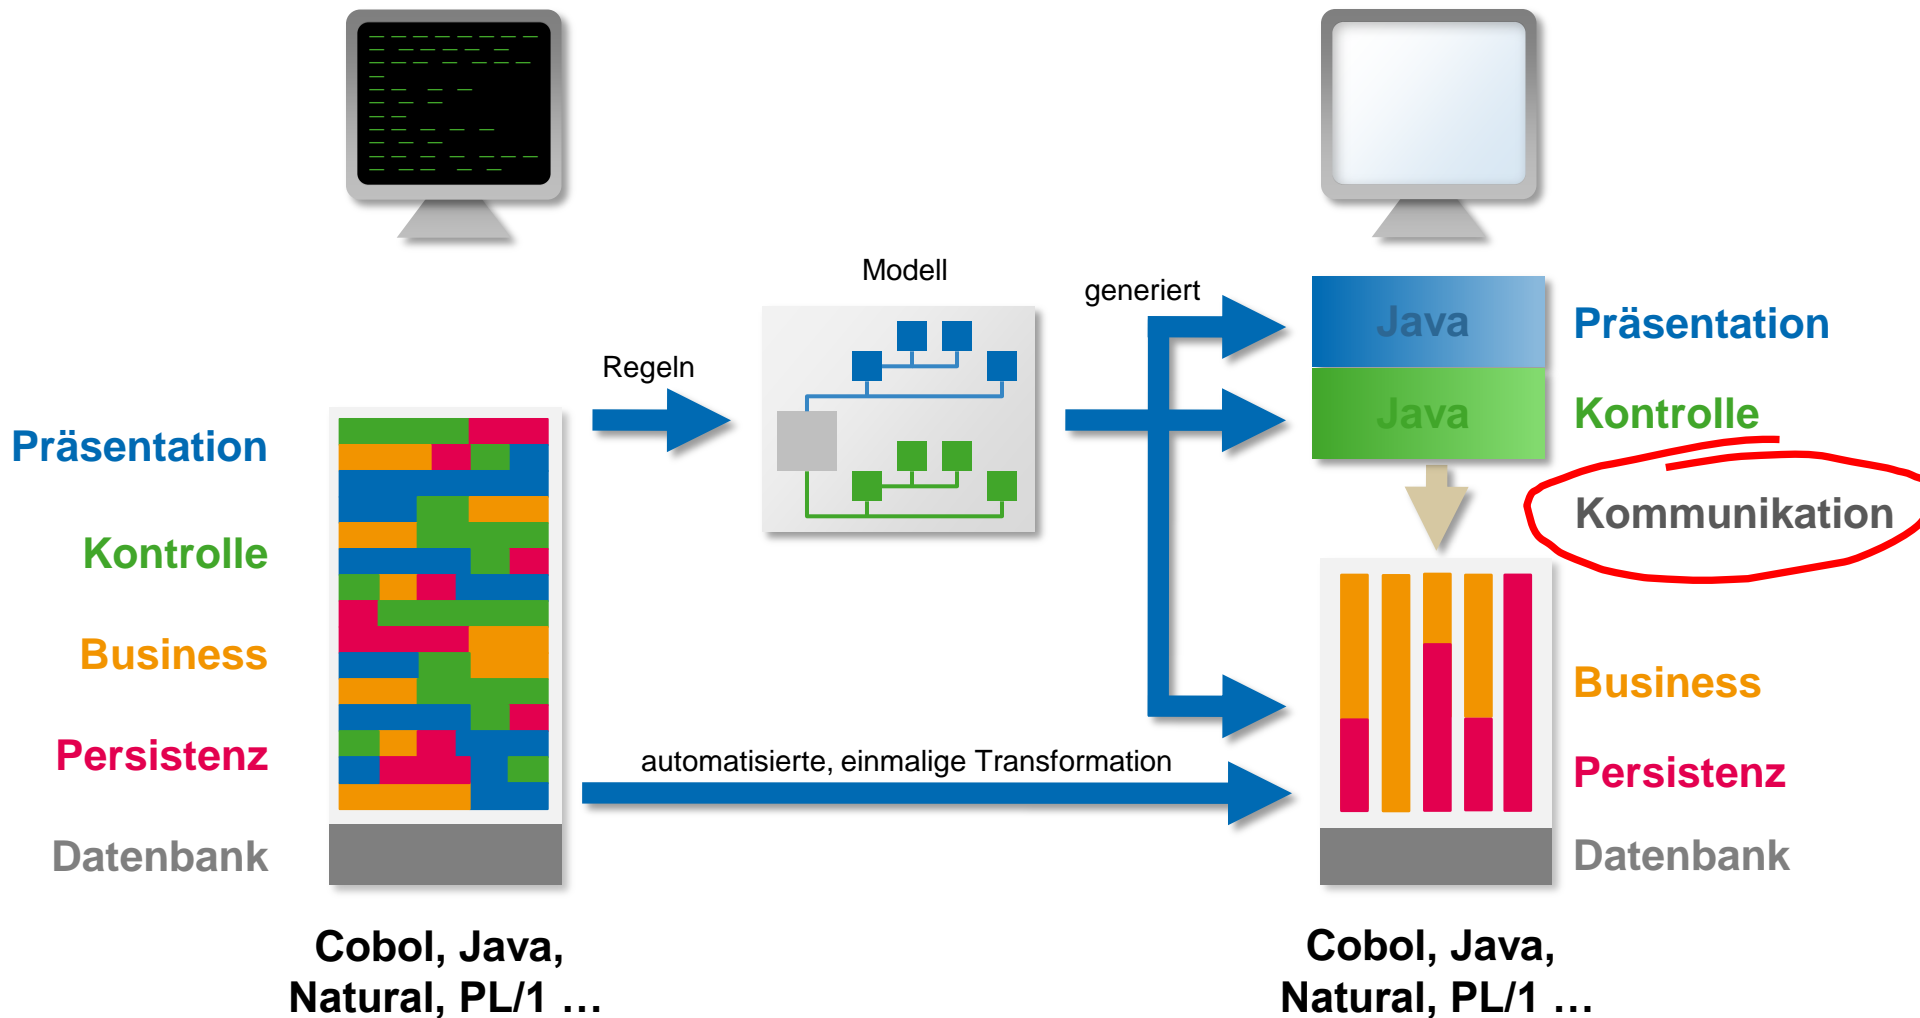 Modell
generiert
Regeln
Java
Präsentation
Java
Kontrolle
Präsentation
Kommunikation
Kontrolle
Business
Business
Persistenz
automatisierte, einmalige Transformation
Persistenz
Datenbank
Datenbank
Cobol, Java,
Natural, PL/1 …
Cobol, Java,
Natural, PL/1 …